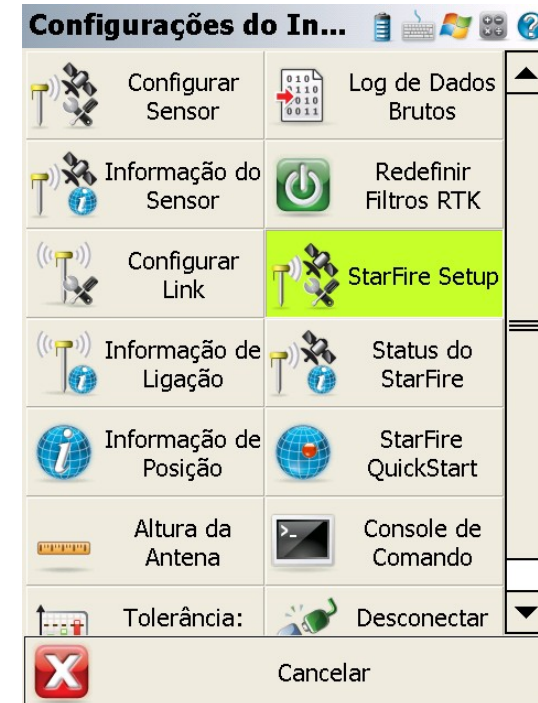 Configurações do In...
Configurar
Sensor
Log de Dados
Brutos
Informação do
Sensor
Redefinir
Filtros RTK
Configurar
Link
StarFire Setup
Informação de
Ligação
Status do
StarFire
Informação de
Posição
StarFire
QuickStart
Altura da
Antena
Console de
Comando
Tolerância:
Desconectar
Cancelar